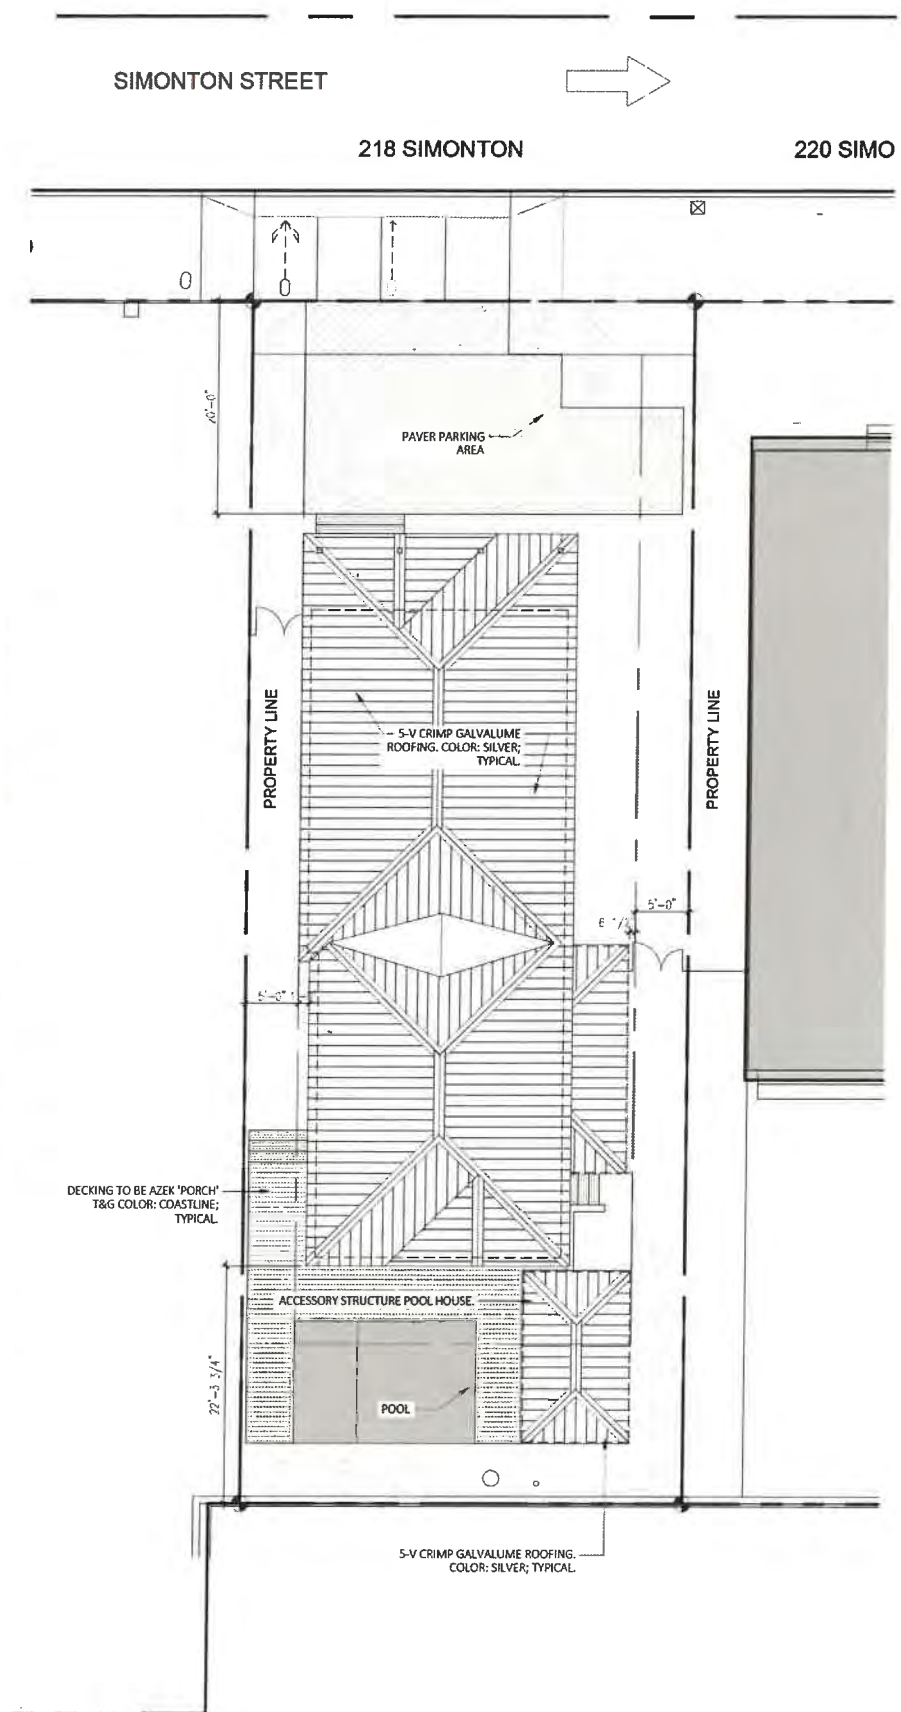 SIMONTON STREET
218 SIMONTON
220 SIMO
20'-0"
PAVER PARKING
AREA
PROPERTY LINE
PROPERTY LINE
5-V CRIMP GALVALUME
ROOFING. COLOR: SILVER;
TYPICAL.
5'-0"
5'-0"
DECKING TO BE AZEK 'PORCH'
T&G COLOR: COASTLINE;
TYPICAL.
ACCESSORY STRUCTURE POOL HOUSE.
22'-3 3/4"
POOL
5-V CRIMP GALVALUME ROOFING.
COLOR: SILVER; TYPICAL.